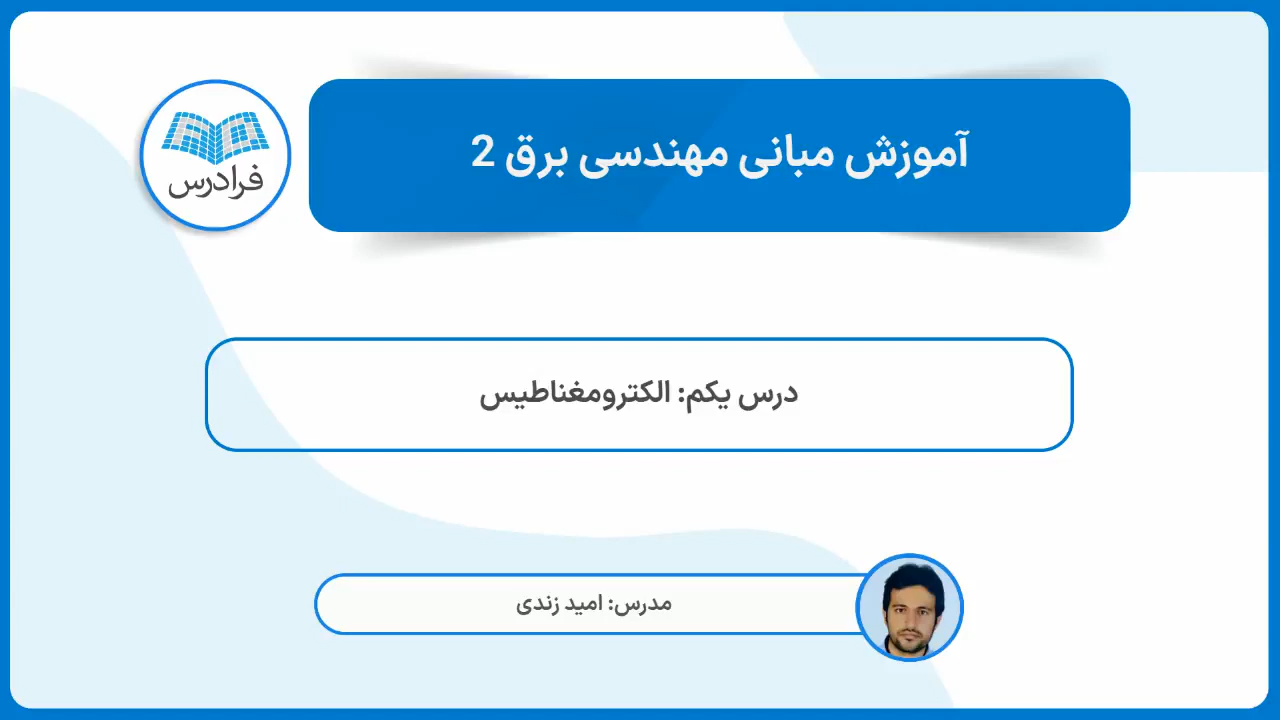 آموزش مبانی مهندسی برق 2
فرادرس
درس یکم: الکترومغناطیس
مدرس: امید زندی